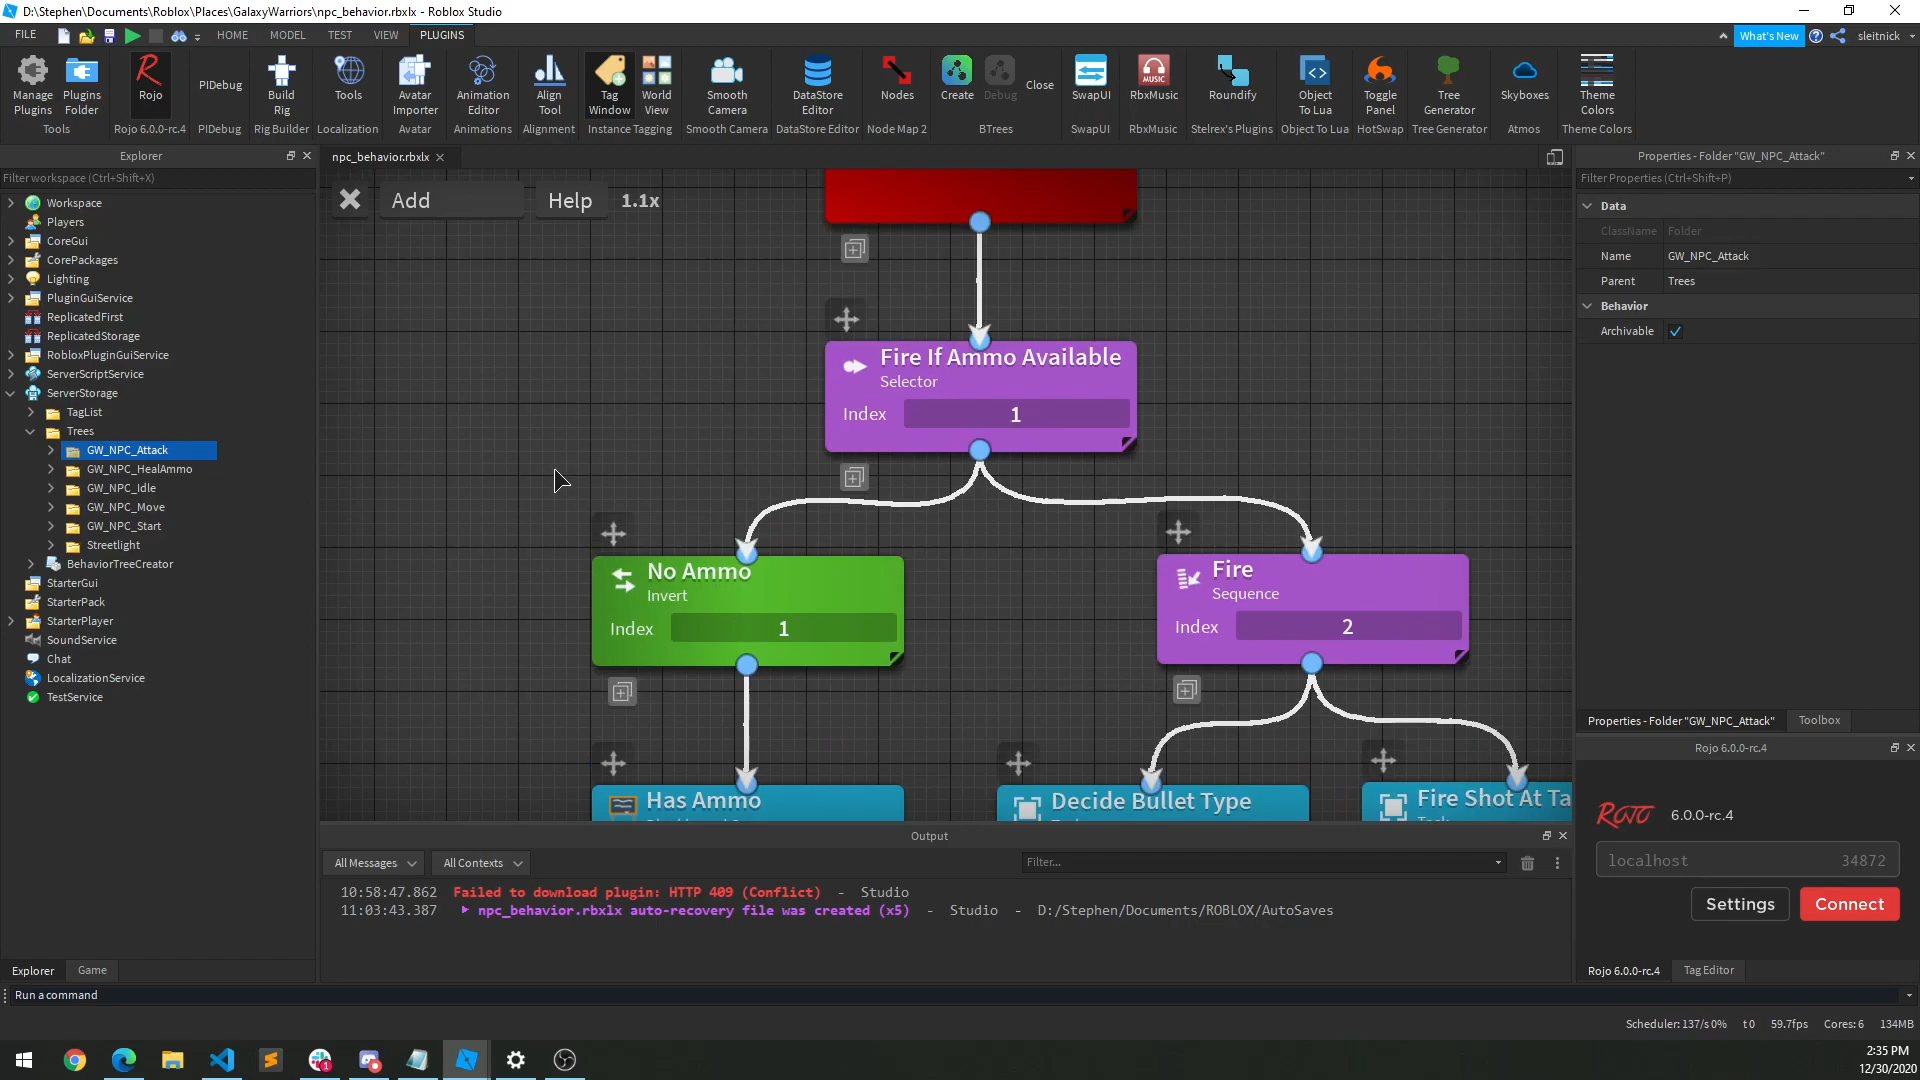 D:\Stephen\Documents\Roblox\Places\GalaxyWarriors\npc_behavior.rbxlx - Roblox Studio
FILE HOME MODEL TEST VIEW PLUGINS What's New sleitnick
Manage Plugins
Plugins Folder
Tools
Rojo
Rojo 6.0.0-rc.4
PIDebug
PIDebug
Build Rig
Rig Builder
Tools
Localization
Avatar Importer
Avatar
Animation Editor
Animations
Align Tool
Alignment
Tag Window
World View
Instance Tagging
Smooth Camera
Smooth Camera
DataStore Editor
DataStore Editor
Nodes
Node Map 2
Create
Debug
Close
BTrees
SwapUI
SwapUI
MUSIC
RbxMusic
RbxMusic
Roundify
Stelrex's Plugins
Object To Lua
Object To Lua
Toggle Panel
HotSwap
Tree Generator
Tree Generator
Skyboxes
Atmos
Theme Colors
Theme Colors
Explorer
Filter workspace (Ctrl+Shift+X)
Workspace
Players
CoreGui
CorePackages
Lighting
PluginGuiService
ReplicatedFirst
ReplicatedStorage
RobloxPluginGuiService
ServerScriptService
ServerStorage
TagList
Trees
GW_NPC_Attack
GW_NPC_HealAmmo
GW_NPC_Idle
GW_NPC_Move
GW_NPC_Start
Streetlight
BehaviorTreeCreator
StarterGui
StarterPack
StarterPlayer
SoundService
Chat
LocalizationService
TestService
Explorer Game
npc_behavior.rbxlx
Add Help 1.1x
Fire If Ammo Available
Selector
Index 1
No Ammo
Invert
Index 1
Fire
Sequence
Index 2
Has Ammo
Decide Bullet Type
Fire Shot At Ta
Output
All Messages All Contexts Filter...
10:58:47.862 Failed to download plugin: HTTP 409 (Conflict) - Studio
11:03:43.387 npc_behavior.rbxlx auto-recovery file was created (x5) - Studio - D:/Stephen/Documents/ROBLOX/AutoSaves
Properties - Folder "GW_NPC_Attack"
Filter Properties (Ctrl+Shift+P)
Data
ClassName Folder
Name GW_NPC_Attack
Parent Trees
Behavior
Archivable
Properties - Folder "GW_NPC_Attack" Toolbox
Rojo 6.0.0-rc.4
ROJO 6.0.0-rc.4
localhost 34872
Settings Connect
Rojo 6.0.0-rc.4 Tag Editor
Run a command
Scheduler: 137/s 0% t 0 59.7fps Cores: 6 134MB
1
2:35 PM
12/30/2020